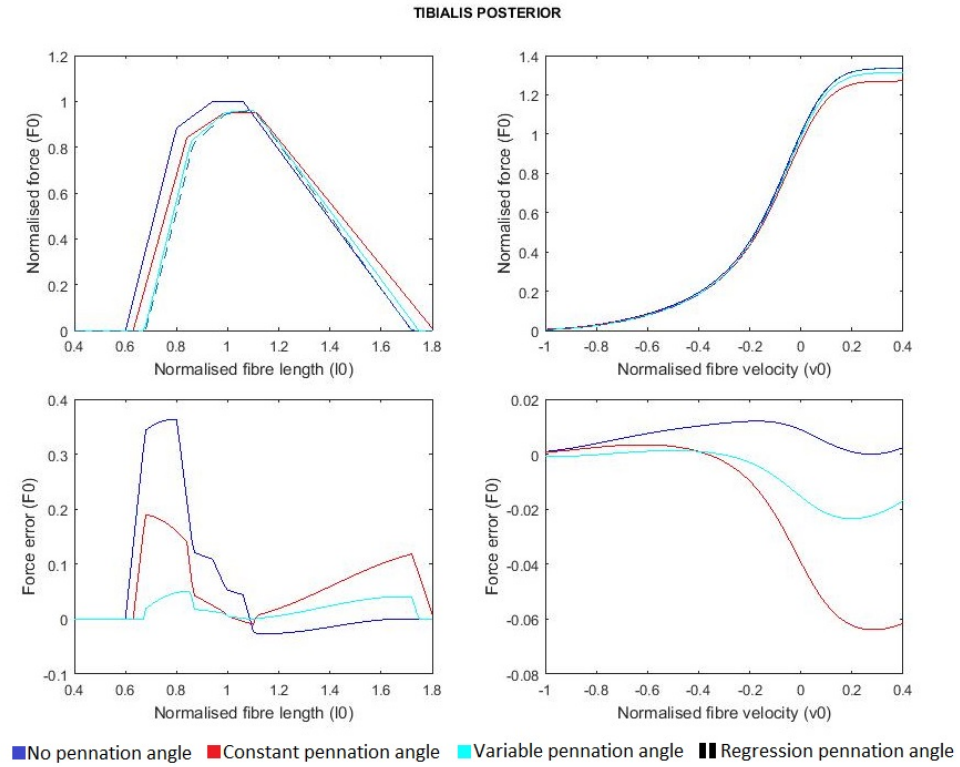 TIBIALIS POSTERIOR
1.2
1
0.8
0.6
0.4
0.2
0
0.4 0.6 0.8 1 1.2 1.4 1.6 1.8
Normalised force (F0)
Normalised fibre length (l0)
1.4
1.2
1
0.8
0.6
0.4
0.2
0
-1 -0.8 -0.6 -0.4 -0.2 0 0.2 0.4
Normalised force (F0)
Normalised fibre velocity (v0)
0.4
0.3
0.2
0.1
0
-0.1
0.4 0.6 0.8 1 1.2 1.4 1.6 1.8
Force error (F0)
Normalised fibre length (l0)
0.02
0
-0.02
-0.04
-0.06
-0.08
-1 -0.8 -0.6 -0.4 -0.2 0 0.2 0.4
Force error (F0)
Normalised fibre velocity (v0)
No pennation angle Constant pennation angle Variable pennation angle Regression pennation angle